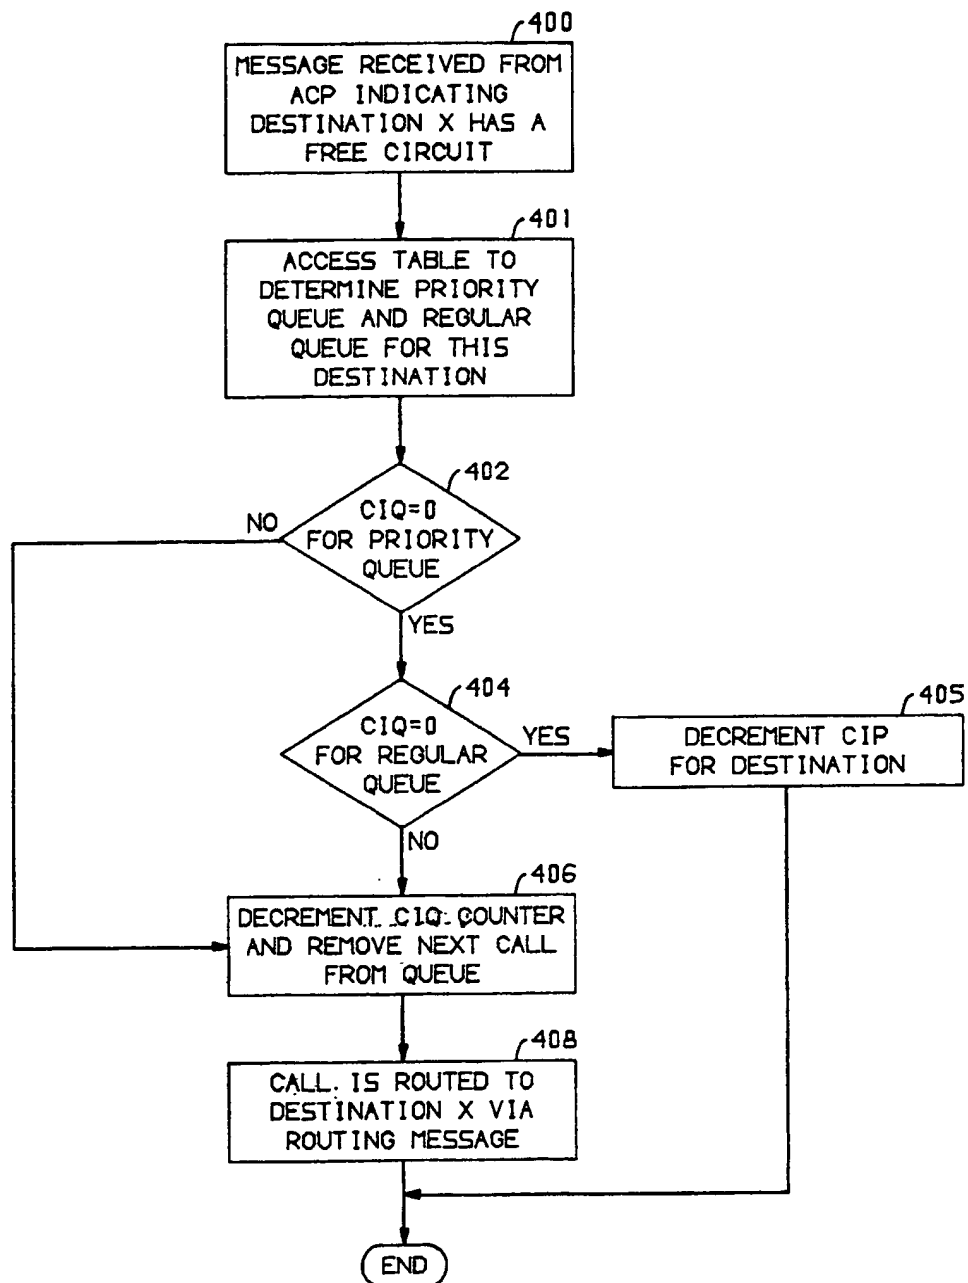 400
MESSAGE RECEIVED FROM
ACP INDICATING
DESTINATION X HAS A
FREE CIRCUIT
401
ACCESS TABLE TO
DETERMINE PRIORITY
QUEUE AND REGULAR
QUEUE FOR THIS
DESTINATION
402
CIQ=0
FOR PRIORITY
QUEUE
NO
YES
404
CIQ=0
FOR REGULAR
QUEUE
YES
NO
405
DECREMENT CIP
FOR DESTINATION
406
DECREMENT CIQ COUNTER
AND REMOVE NEXT CALL
FROM QUEUE
408
CALL IS ROUTED TO
DESTINATION X VIA
ROUTING MESSAGE
END